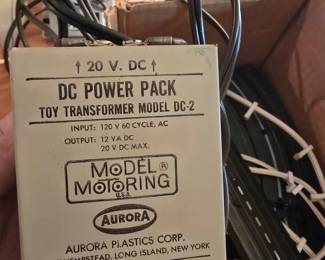 ↑ 20 V. DC ↑
DC POWER PACK
TOY TRANSFORMER MODEL DC-2
INPUT: 120 V 60 CYCLE, AC
OUTPUT: 12 VA DC
20 V DC MAX.
MODEL ®
MOTORING
U.S.A.
AURORA
AURORA PLASTICS CORP.
HEMPSTEAD, LONG ISLAND, NEW YORK